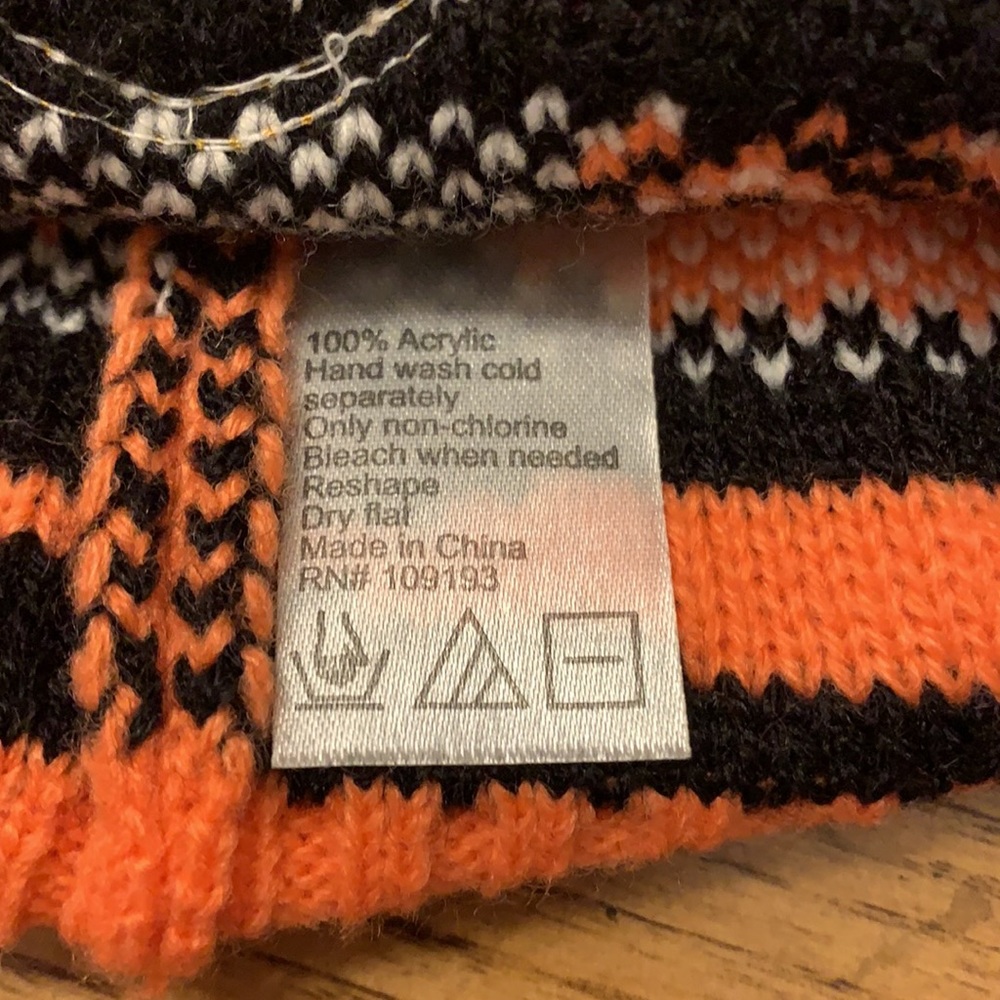 100% Acrylic
Hand wash cold
separately
Only non-chlorine
Bleach when needed
Reshape
Dry flat
Made in China
RN# 109193